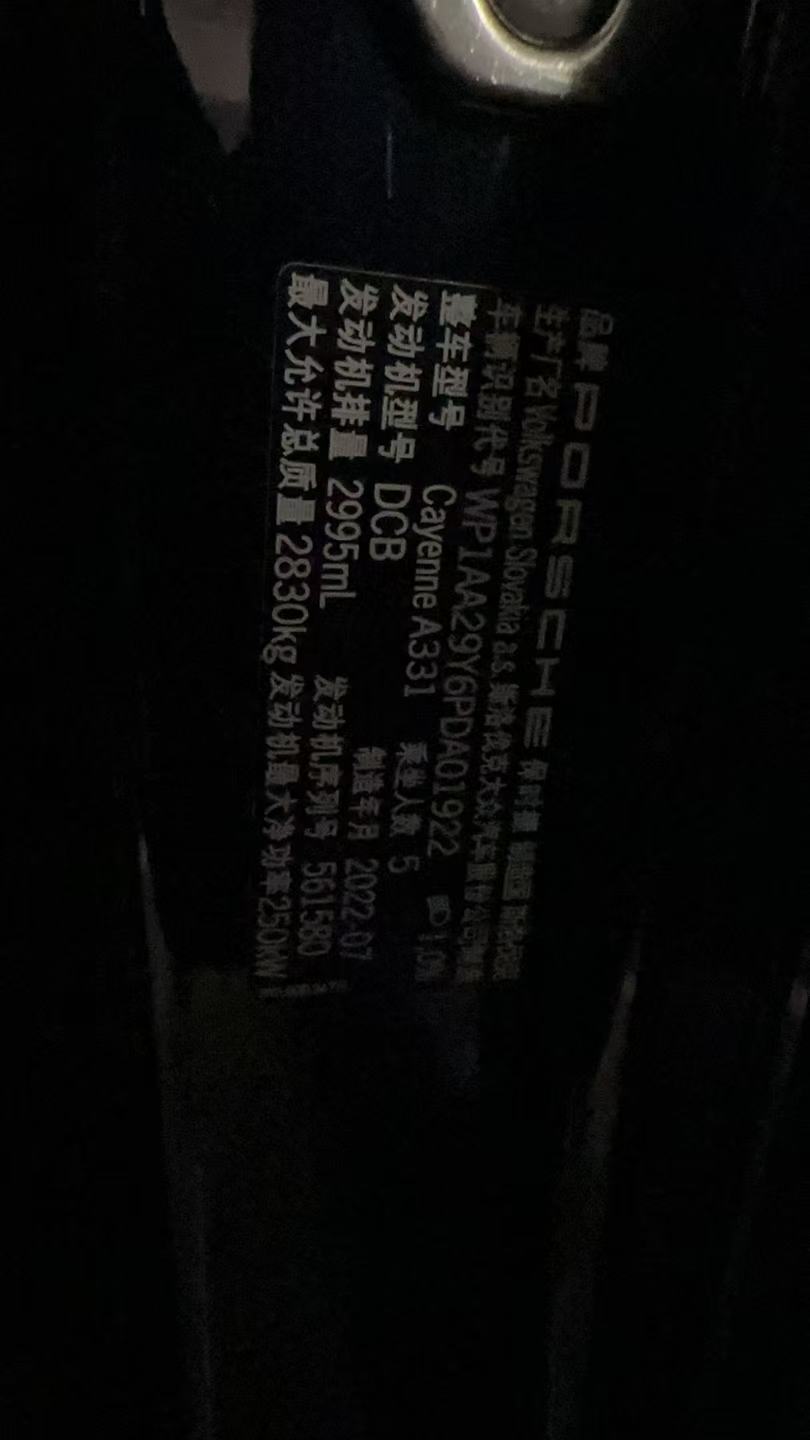 品牌 PORSCHE 保时捷 制造国 斯洛伐克
生产厂名 Volkswagen Slovakia a.s. 斯洛伐克大众汽车股份公司
车辆识别代号 WP1AA29Y6PDA01922
整车型号 Cayenne A331 乘坐人数 5
发动机型号 DCB 制造年月 2022-07
发动机排量 2995mL 发动机序列号 561580
最大允许总质量 2830kg 发动机最大净功率250kW